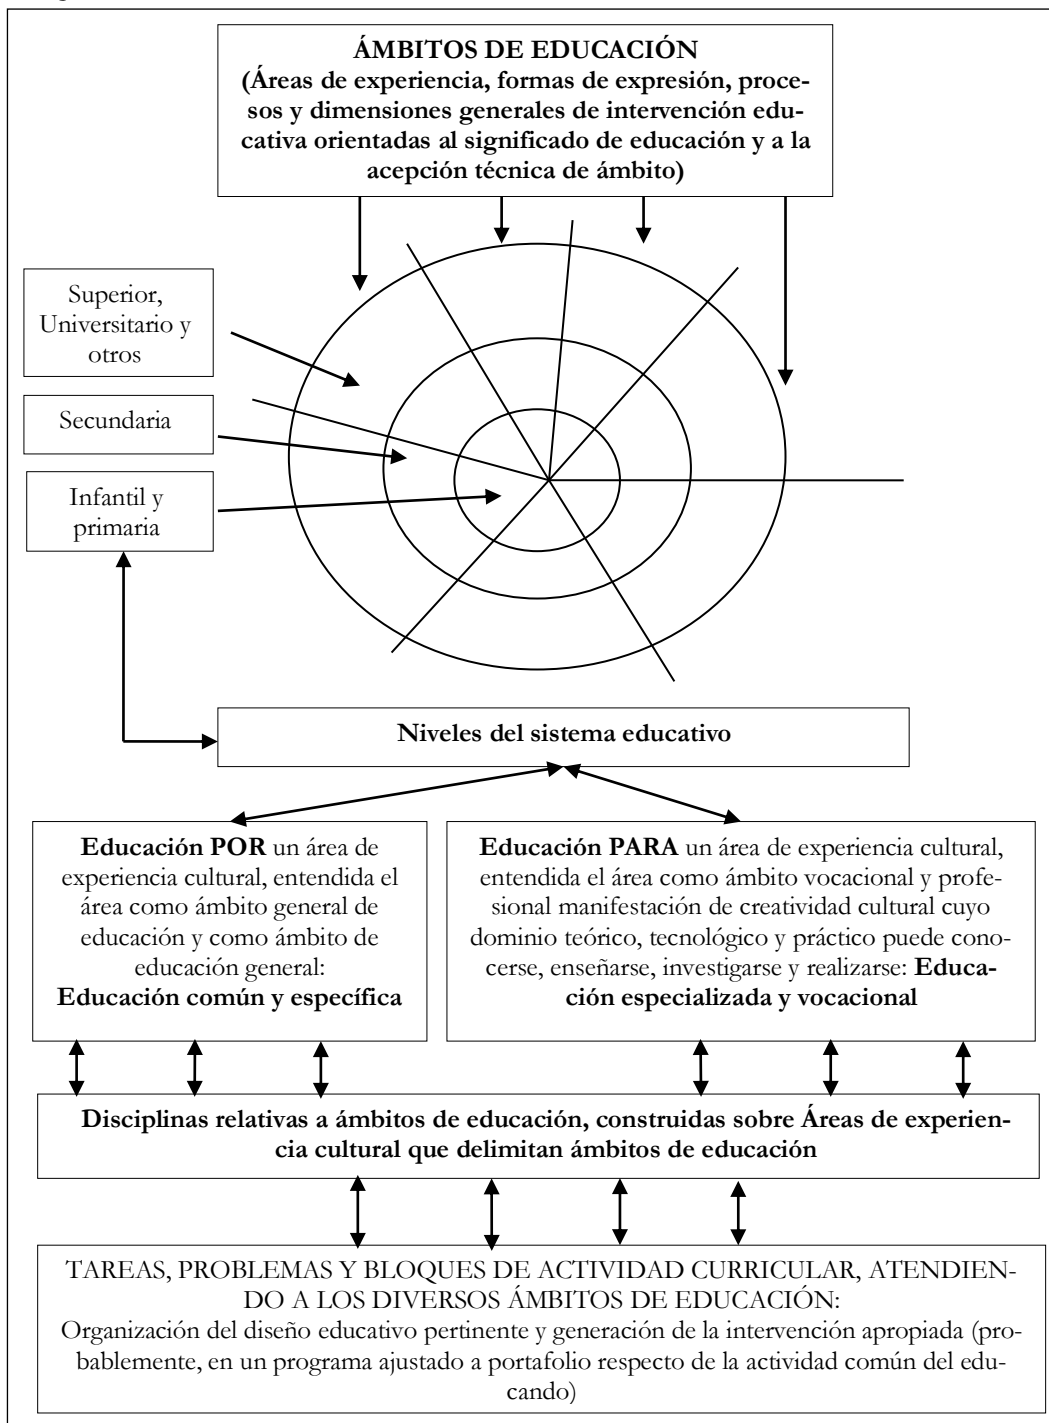 ÁMBITOS DE EDUCACIÓN
(Áreas de experiencia, formas de expresión, proce-
sos y dimensiones generales de intervención edu-
cativa orientadas al significado de educación y a la
acepción técnica de ámbito)
Superior,
Universitario y
otros
Secundaria
Infantil y
primaria
Niveles del sistema educativo
Educación POR un área de
experiencia cultural, entendida el
área como ámbito general de
educación y como ámbito de
educación general:
Educación común y específica
Educación PARA un área de experiencia cultural,
entendida el área como ámbito vocacional y profe-
sional manifestación de creatividad cultural cuyo
dominio teórico, tecnológico y práctico puede cono-
cerse, enseñarse, investigarse y realizarse: Educa-
ción especializada y vocacional
Disciplinas relativas a ámbitos de educación, construidas sobre Áreas de experien-
cia cultural que delimitan ámbitos de educación
TAREAS, PROBLEMAS Y BLOQUES DE ACTIVIDAD CURRICULAR, ATENDIEN-
DO A LOS DIVERSOS ÁMBITOS DE EDUCACIÓN:
Organización del diseño educativo pertinente y generación de la intervención apropiada (pro-
bablemente, en un programa ajustado a portafolio respecto de la actividad común del edu-
cando)